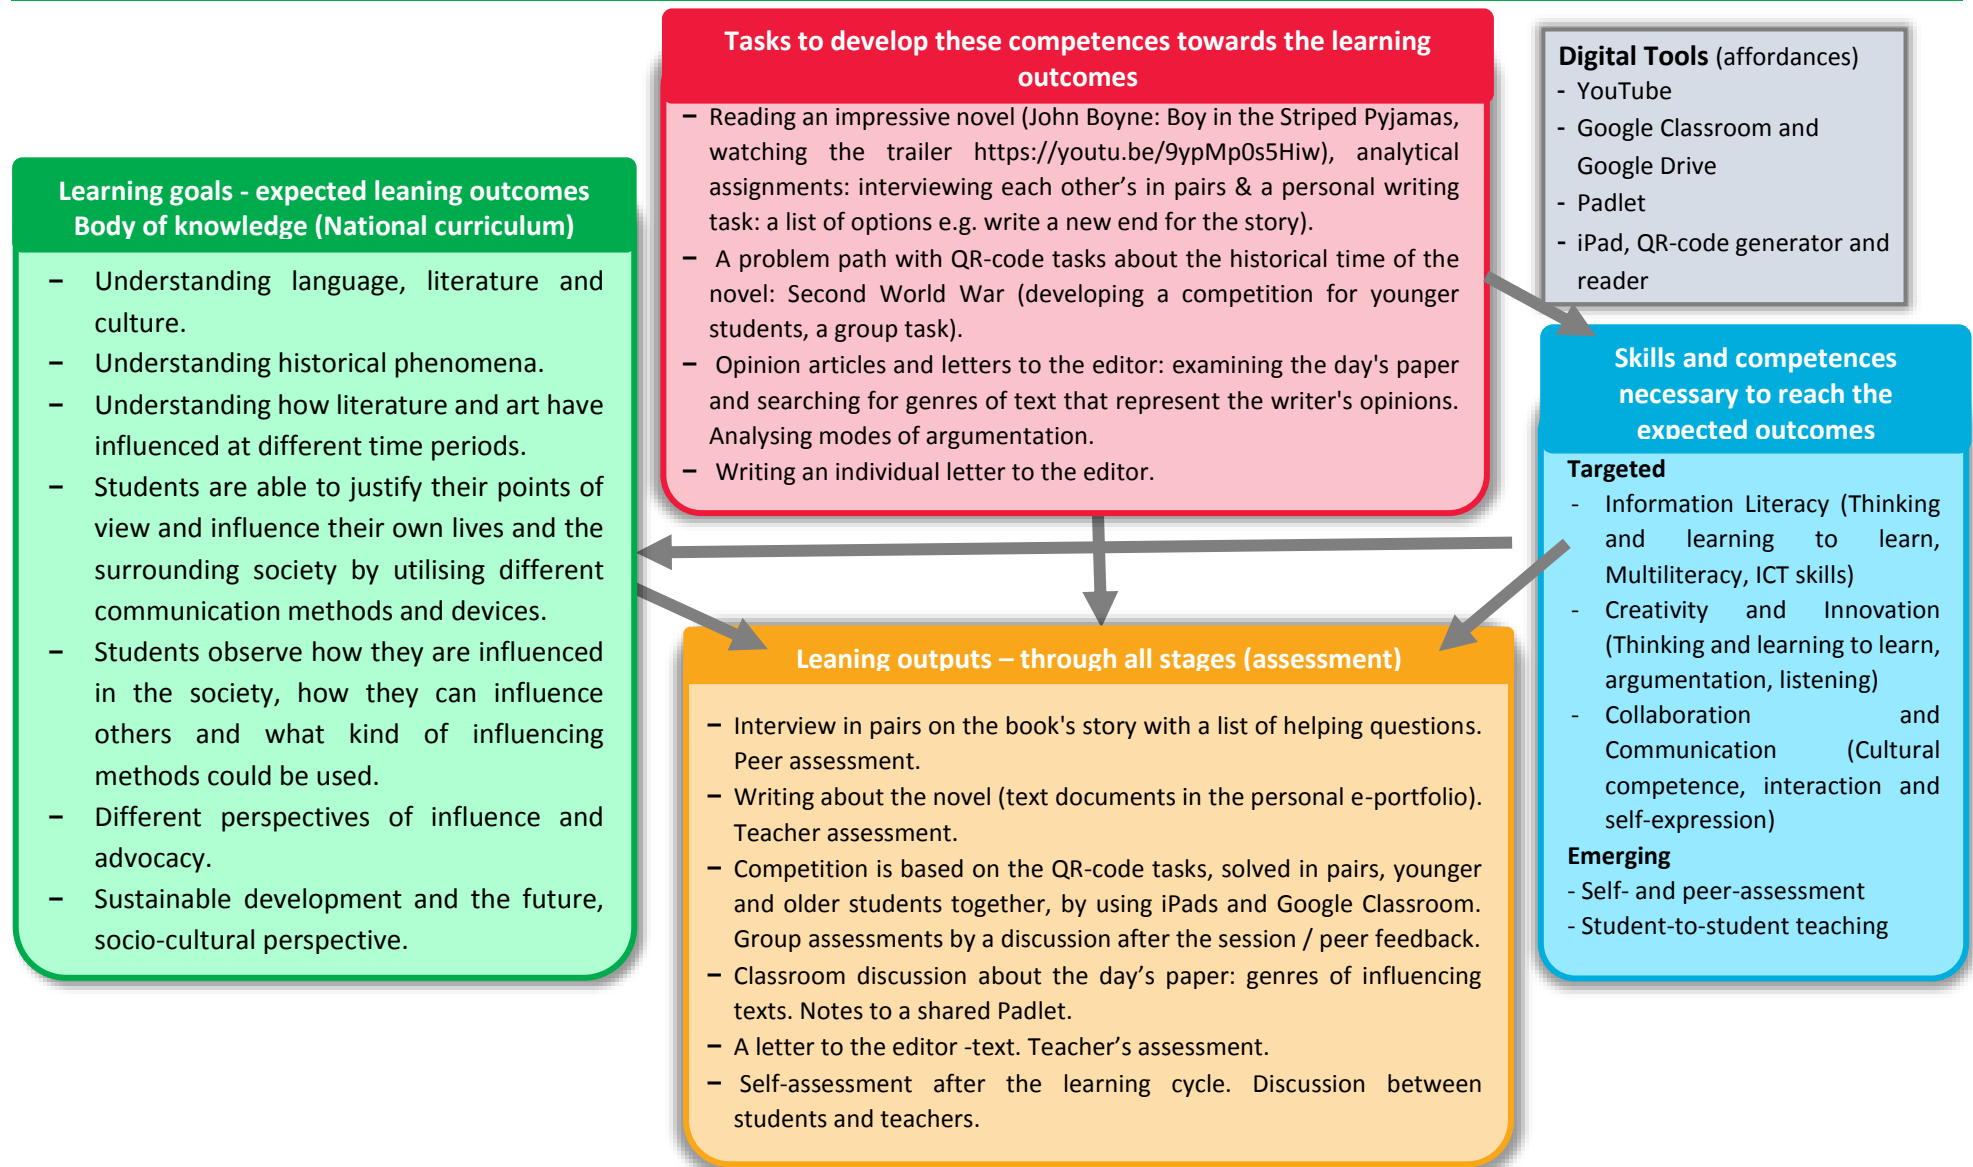 Tasks to develop these competences towards the learning
outcomes
– Reading an impressive novel (John Boyne: Boy in the Striped Pyjamas,
watching the trailer https://youtu.be/9ypMp0s5Hiw), analytical
assignments: interviewing each other’s in pairs & a personal writing
task: a list of options e.g. write a new end for the story).
– A problem path with QR-code tasks about the historical time of the
novel: Second World War (developing a competition for younger
students, a group task).
– Opinion articles and letters to the editor: examining the day's paper
and searching for genres of text that represent the writer's opinions.
Analysing modes of argumentation.
– Writing an individual letter to the editor.
Digital Tools (affordances)
- YouTube
- Google Classroom and
Google Drive
- Padlet
- iPad, QR-code generator and
reader
Learning goals - expected leaning outcomes
Body of knowledge (National curriculum)
– Understanding language, literature and
culture.
– Understanding historical phenomena.
– Understanding how literature and art have
influenced at different time periods.
– Students are able to justify their points of
view and influence their own lives and the
surrounding society by utilising different
communication methods and devices.
– Students observe how they are influenced
in the society, how they can influence
others and what kind of influencing
methods could be used.
– Different perspectives of influence and
advocacy.
– Sustainable development and the future,
socio-cultural perspective.
Skills and competences
necessary to reach the
expected outcomes
Targeted
- Information Literacy (Thinking
and learning to learn,
Multiliteracy, ICT skills)
- Creativity and Innovation
(Thinking and learning to learn,
argumentation, listening)
- Collaboration and
Communication (Cultural
competence, interaction and
self-expression)
Emerging
- Self- and peer-assessment
- Student-to-student teaching
Leaning outputs – through all stages (assessment)
– Interview in pairs on the book's story with a list of helping questions.
Peer assessment.
– Writing about the novel (text documents in the personal e-portfolio).
Teacher assessment.
– Competition is based on the QR-code tasks, solved in pairs, younger
and older students together, by using iPads and Google Classroom.
Group assessments by a discussion after the session / peer feedback.
– Classroom discussion about the day’s paper: genres of influencing
texts. Notes to a shared Padlet.
– A letter to the editor -text. Teacher’s assessment.
– Self-assessment after the learning cycle. Discussion between
students and teachers.